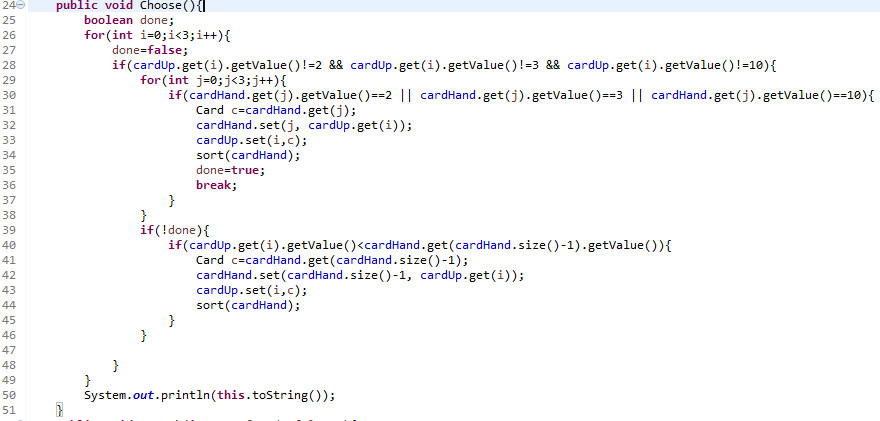 24 public void Choose(){
25 boolean done;
26 for(int i=0;i<3;i++){
27 done=false;
28 if(cardUp.get(i).getValue()!=2 && cardUp.get(i).getValue()!=3 && cardUp.get(i).getValue()!=10){
29 for(int j=0;j<3;j++){
30 if(cardHand.get(j).getValue()==2 || cardHand.get(j).getValue()==3 || cardHand.get(j).getValue()==10){
31 Card c=cardHand.get(j);
32 cardHand.set(j, cardUp.get(i));
33 cardUp.set(i,c);
34 sort(cardHand);
35 done=true;
36 break;
37 }
38 }
39 if(!done){
40 if(cardUp.get(i).getValue()<cardHand.get(cardHand.size()-1).getValue()){
41 Card c=cardHand.get(cardHand.size()-1);
42 cardHand.set(cardHand.size()-1, cardUp.get(i));
43 cardUp.set(i,c);
44 sort(cardHand);
45 }
46 }
47
48 }
49 }
50 System.out.println(this.toString());
51 }